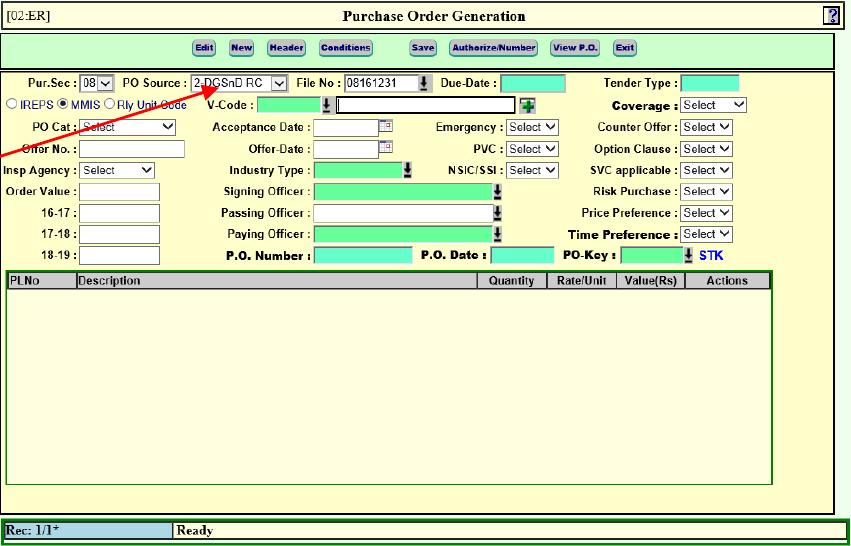 [02:ER] Purchase Order Generation ?
Edit New Header Conditions Save Authorize/Number View P.O. Exit
Pur.Sec : 08 PO Source : 2-DGSnD RC File No : 08161231 Due-Date : Tender Type :
IREPS MMIS Rly Unit Code V-Code : Coverage : Select
PO Cat : Select Acceptance Date : Emergency : Select Counter Offer : Select
Offer No. : Offer-Date : PVC : Select Option Clause : Select
Insp Agency : Select Industry Type : NSIC/SSI : Select SVC applicable : Select
Order Value : Signing Officer : Risk Purchase : Select
16-17 : Passing Officer : Price Preference : Select
17-18 : Paying Officer : Time Preference : Select
18-19 : P.O. Number : P.O. Date : PO-Key : STK
PLNo Description Quantity Rate/Unit Value(Rs) Actions
Rec: 1/1* Ready